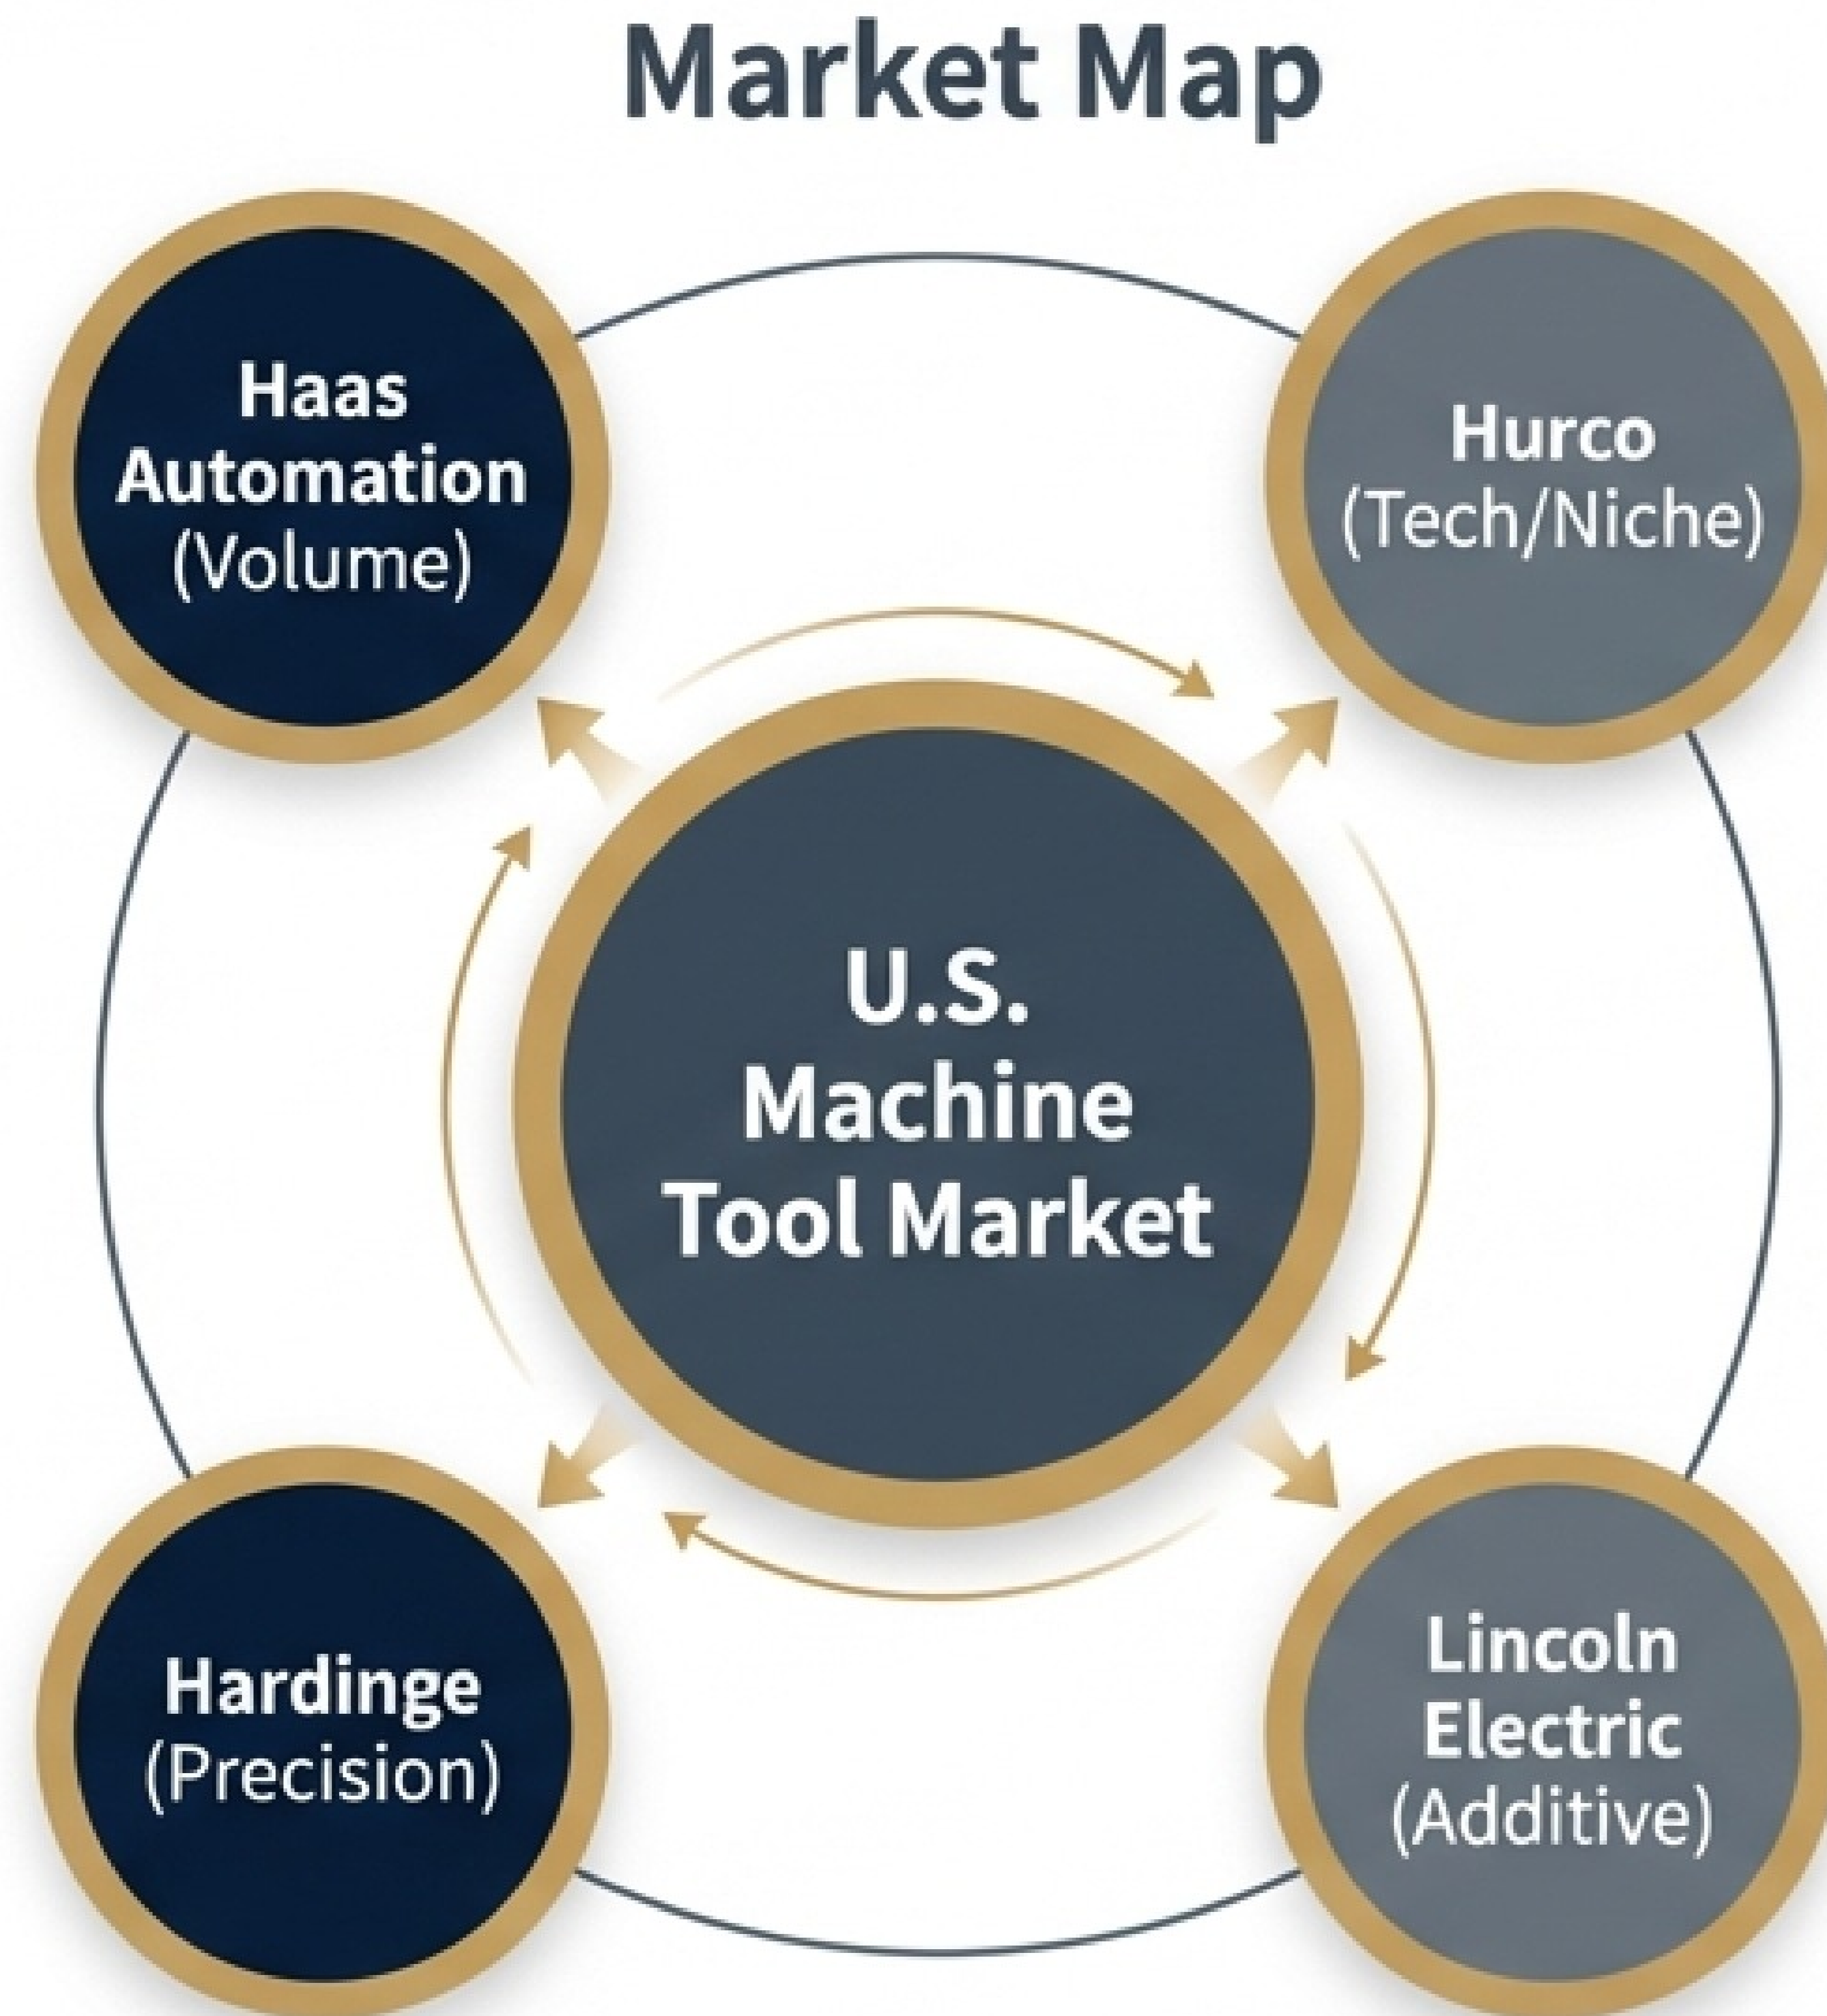 Market Map
Haas
Automation
(Volume)
Hurco
(Tech/Niche)
U.S.
Machine
Tool Market
Hardinge
(Precision)
Lincoln
Electric
(Additive)